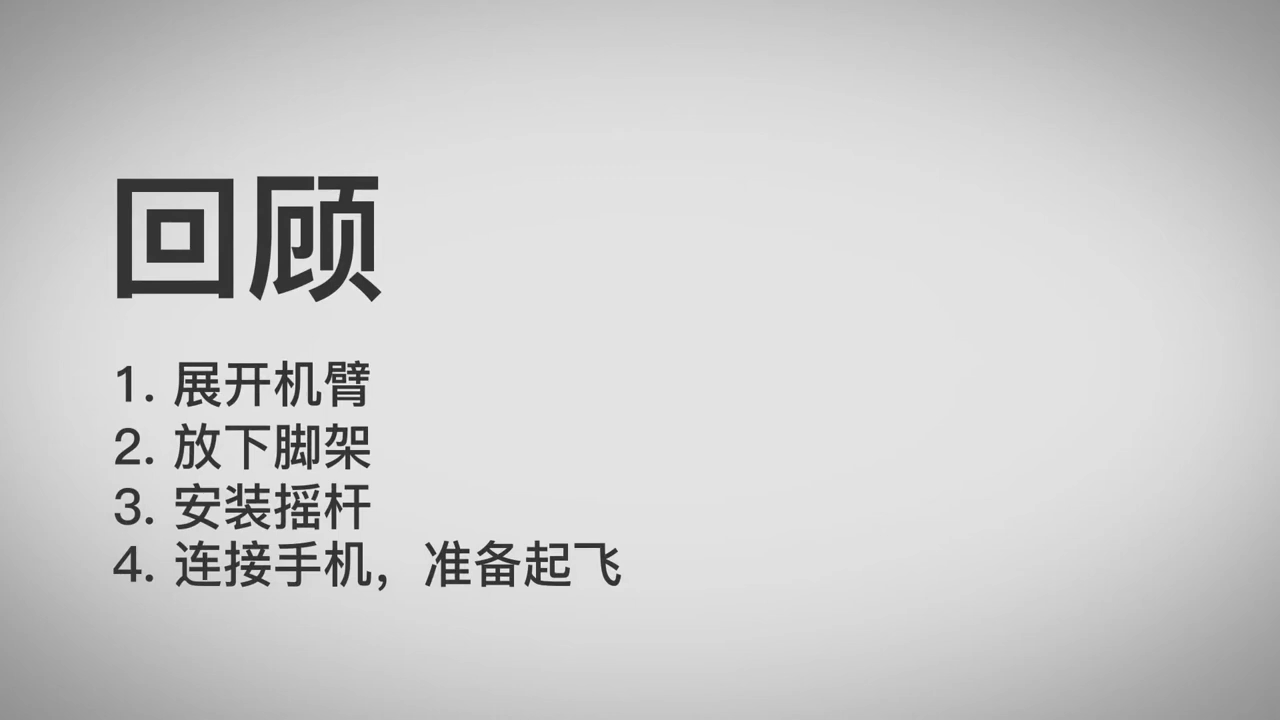 回顾
1. 展开机臂
2. 放下脚架
3. 安装摇杆
4. 连接手机，准备起飞